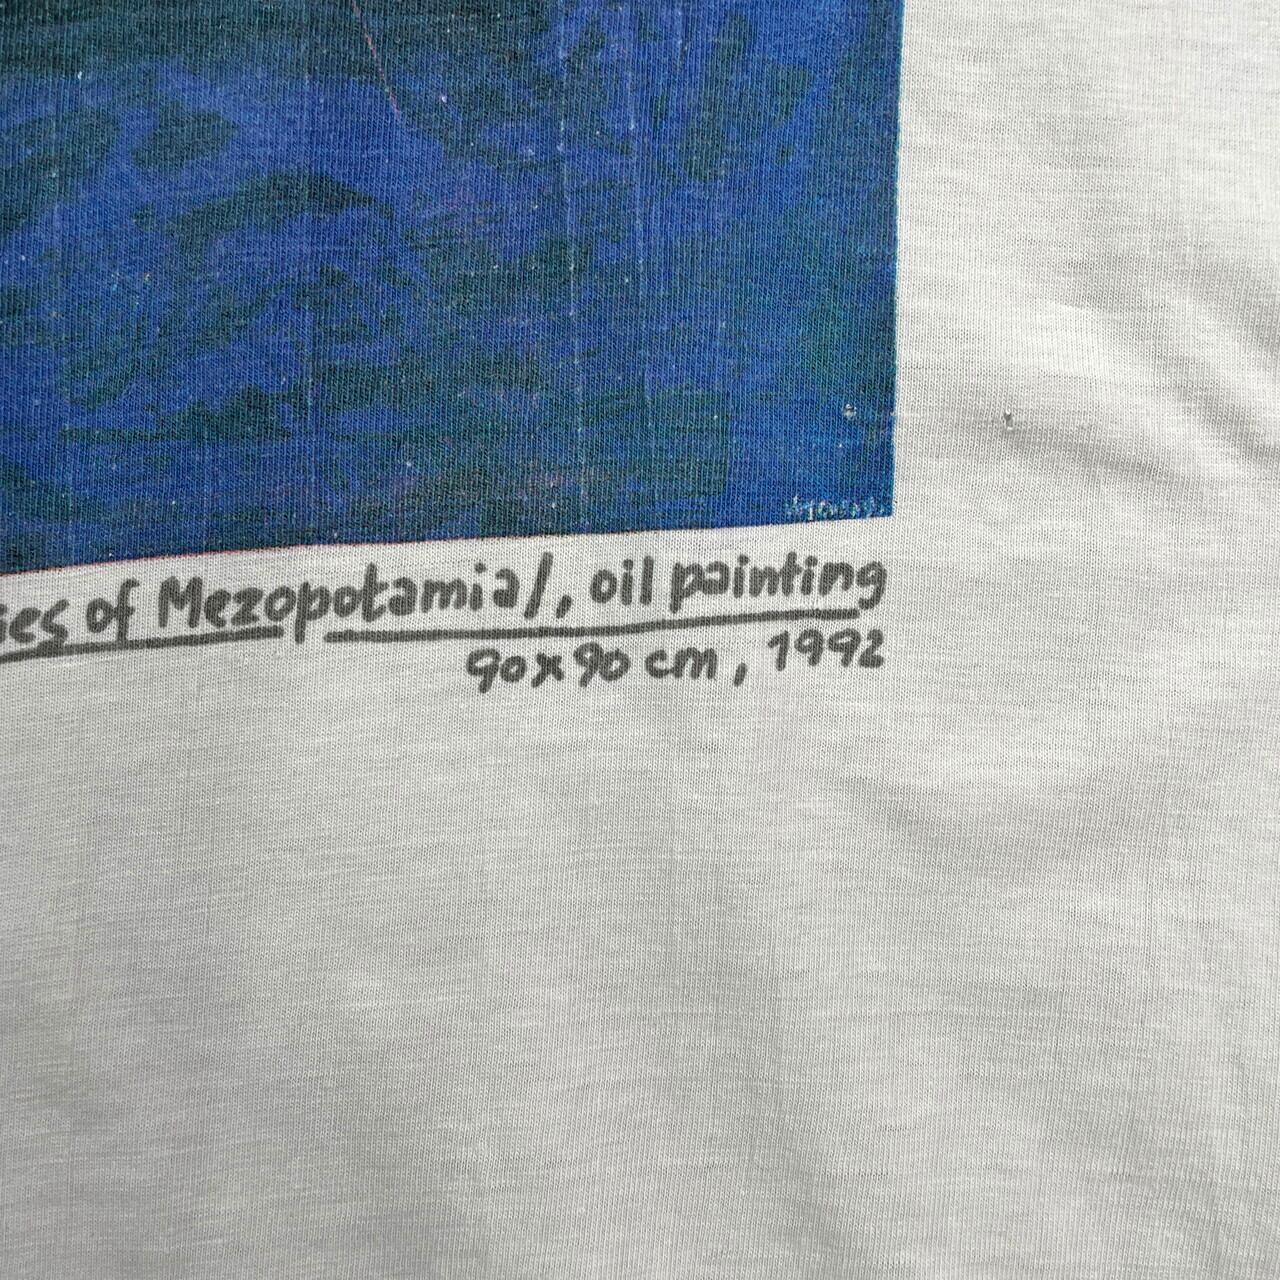 ies of Mezopotamia/, oil painting
90x90 cm, 1992